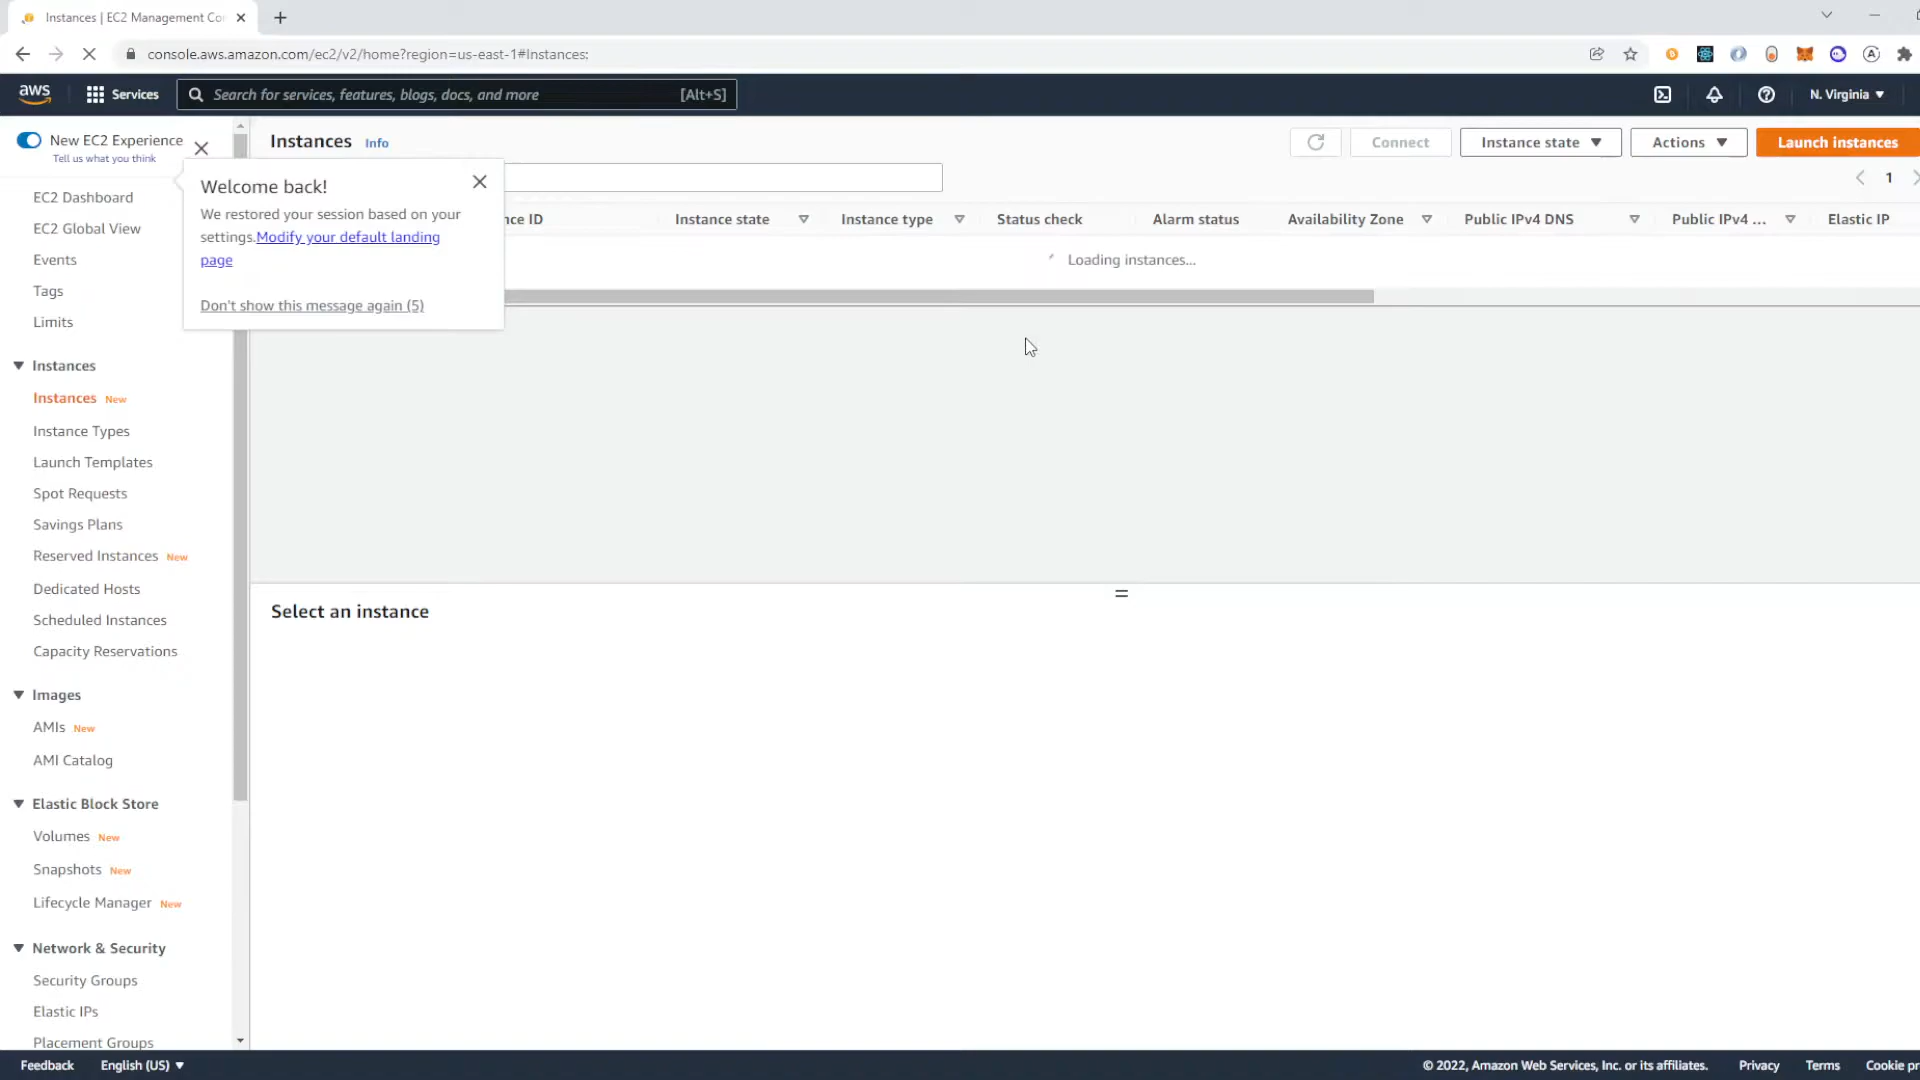 Instances | EC2 Management Co
console.aws.amazon.com/ec2/v2/home?region=us-east-1#Instances:
aws
Services
Search for services, features, blogs, docs, and more
[Alt+S]
N. Virginia
New EC2 Experience
Tell us what you think
Instances
Info
Connect
Instance state
Actions
Launch instances
1
Welcome back!
We restored your session based on your
settings.Modify your default landing
page
Don't show this message again (5)
nce ID
Instance state
Instance type
Status check
Alarm status
Availability Zone
Public IPv4 DNS
Public IPv4 ...
Elastic IP
Loading instances...
EC2 Dashboard
EC2 Global View
Events
Tags
Limits
Instances
Instances New
Instance Types
Launch Templates
Spot Requests
Savings Plans
Reserved Instances New
Dedicated Hosts
Scheduled Instances
Capacity Reservations
Images
AMIs New
AMI Catalog
Elastic Block Store
Volumes New
Snapshots New
Lifecycle Manager New
Network & Security
Security Groups
Elastic IPs
Placement Groups
Select an instance
Feedback
English (US)
© 2022, Amazon Web Services, Inc. or its affiliates.
Privacy
Terms
Cookie pr